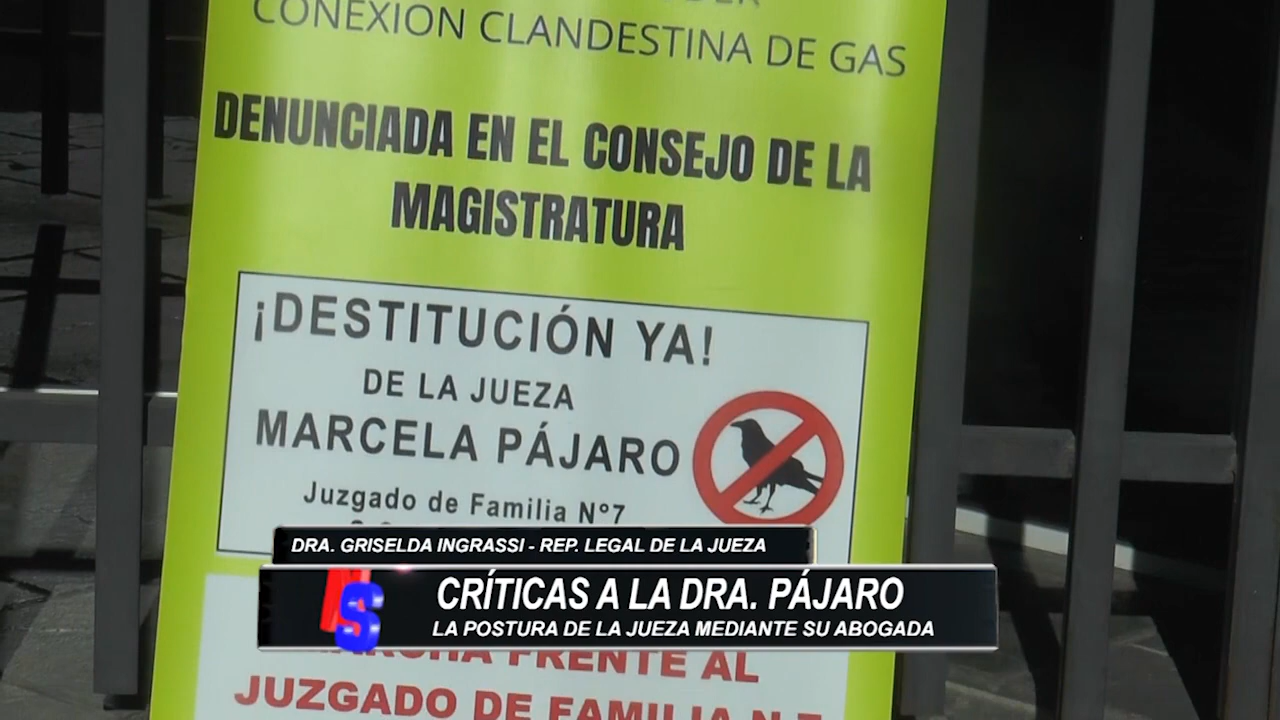 CONEXION CLANDESTINA DE GAS
DENUNCIADA EN EL CONSEJO DE LA
MAGISTRATURA
¡DESTITUCIÓN YA!
DE LA JUEZA
MARCELA PÁJARO
Juzgado de Familia Nº7
DRA. GRISELDA INGRASSI - REP. LEGAL DE LA JUEZA
NS
CRÍTICAS A LA DRA. PÁJARO
LA POSTURA DE LA JUEZA MEDIANTE SU ABOGADA
FRENTE AL
JUZGADO DE FAMILIA N 7